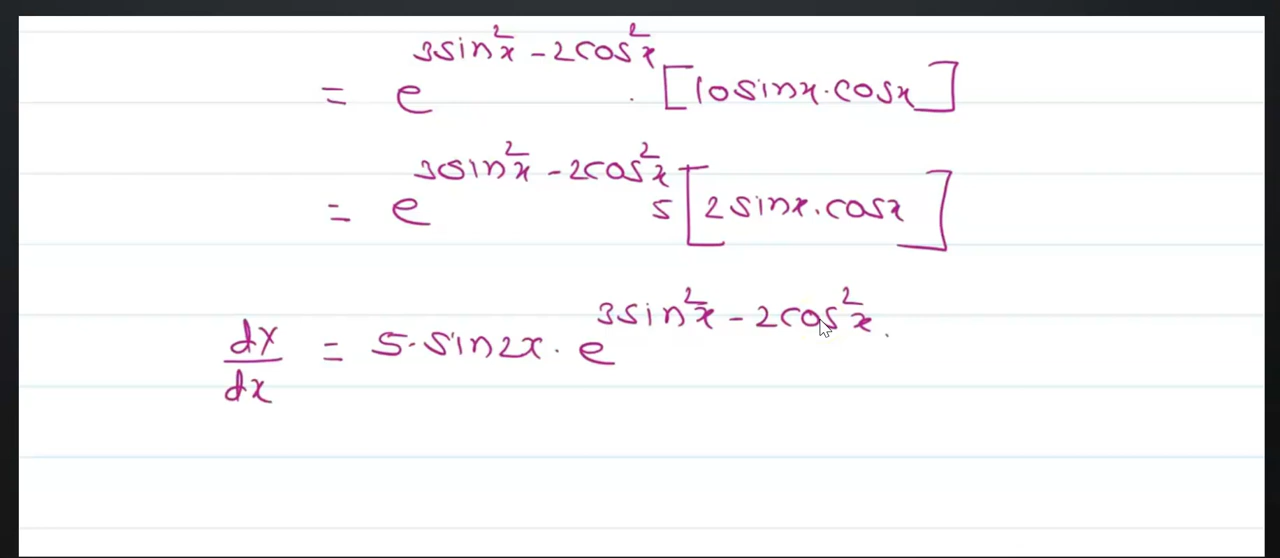 = e^{3sin²x - 2cos²x} . [10sinx.cosx]
= e^{3sin²x - 2cos²x} 5[2sinx.cosx]
dy/dx = 5.sin2x. e^{3sin²x - 2cos²x}.